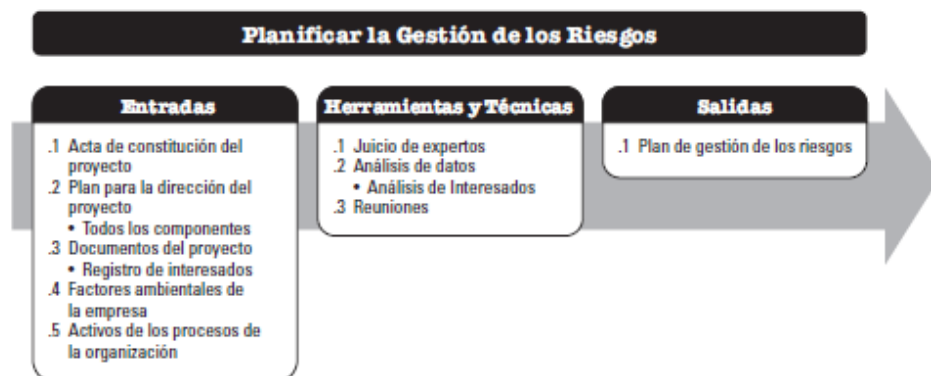 Planificar la Gestión de los Riesgos
Entradas
.1 Acta de constitución del
proyecto
.2 Plan para la dirección del
proyecto
• Todos los componentes
.3 Documentos del proyecto
• Registro de interesados
.4 Factores ambientales de
la empresa
.5 Activos de los procesos de
la organización
Herramientas y Técnicas
.1 Juicio de expertos
.2 Análisis de datos
• Análisis de Interesados
.3 Reuniones
Salidas
.1 Plan de gestión de los riesgos